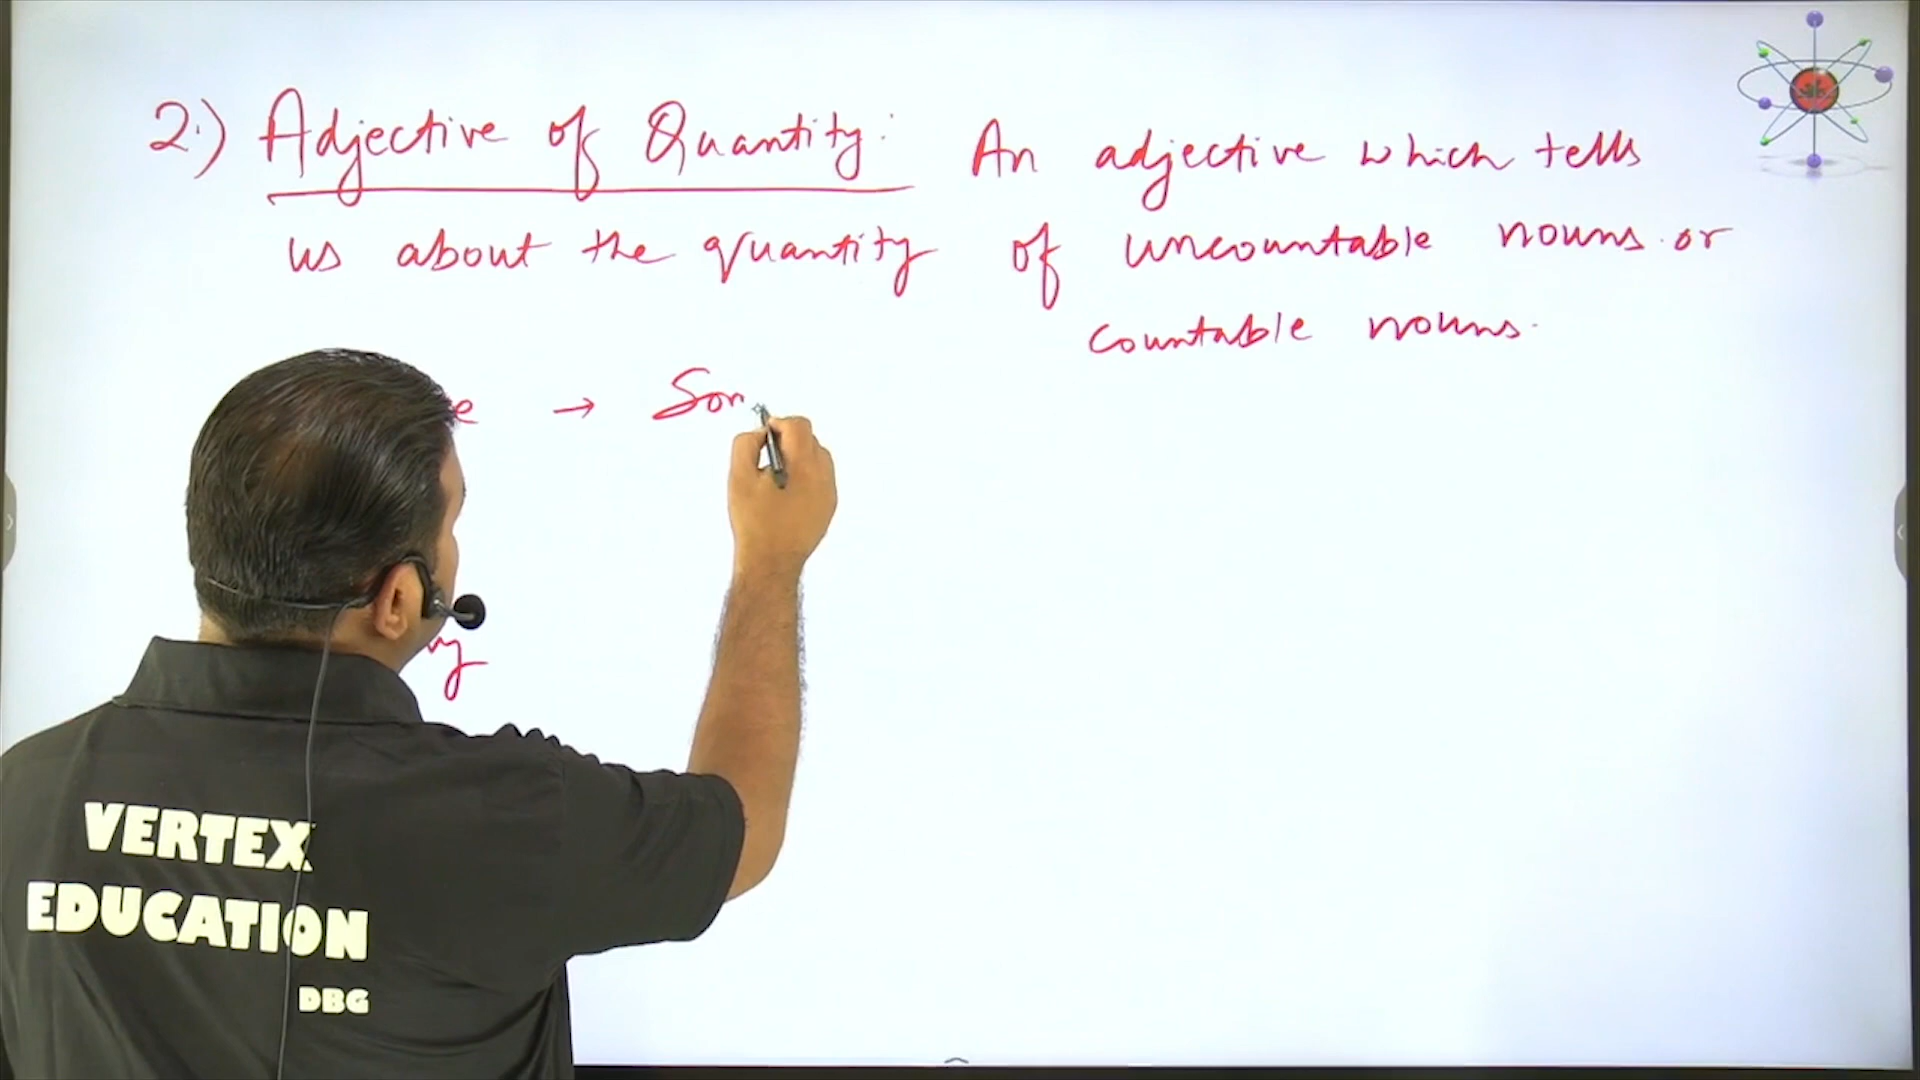 2.) Adjective of Quantity: An adjective which tells
us about the quantity of uncountable nouns. or
countable nouns.
→
VERTEX
EDUCATION
DBG